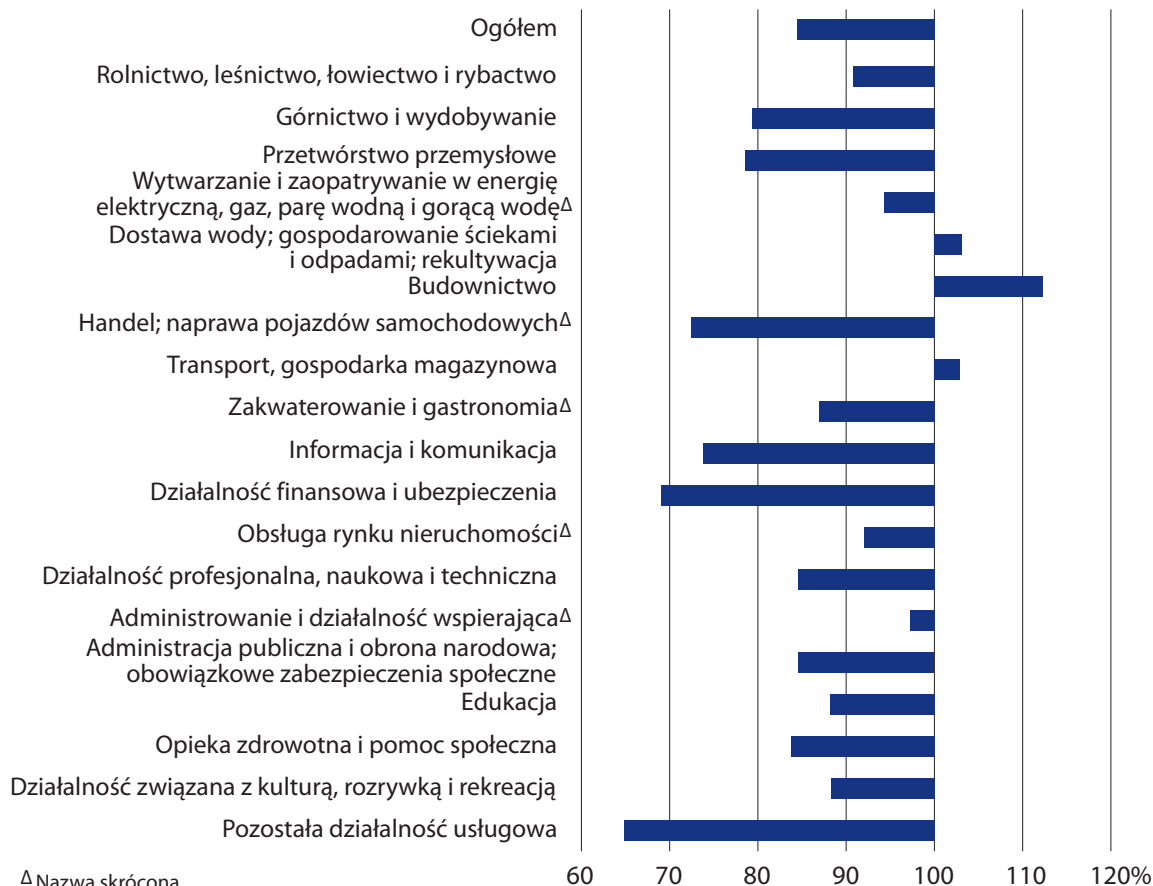 Ogółem
Rolnictwo, leśnictwo, łowiectwo i rybactwo
Górnictwo i wydobywanie
Przetwórstwo przemysłowe
Wytwarzanie i zaopatrywanie w energię
elektryczną, gaz, parę wodną i gorącą wodęΔ
Dostawa wody; gospodarowanie ściekami
i odpadami; rekultywacja
Budownictwo
Handel; naprawa pojazdów samochodowychΔ
Transport, gospodarka magazynowa
Zakwaterowanie i gastronomiaΔ
Informacja i komunikacja
Działalność finansowa i ubezpieczenia
Obsługa rynku nieruchomościΔ
Działalność profesjonalna, naukowa i techniczna
Administrowanie i działalność wspierającaΔ
Administracja publiczna i obrona narodowa;
obowiązkowe zabezpieczenia społeczne
Edukacja
Opieka zdrowotna i pomoc społeczna
Działalność związana z kulturą, rozrywką i rekreacją
Pozostała działalność usługowa
60 70 80 90 100 110 120%
Δ Nazwa skrócona